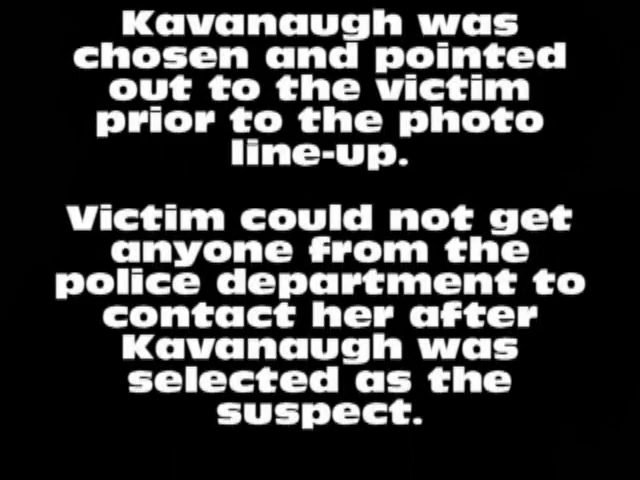 Kavanaugh was
chosen and pointed
out to the victim
prior to the photo
line-up.
Victim could not get
anyone from the
police department to
contact her after
Kavanaugh was
selected as the
suspect.